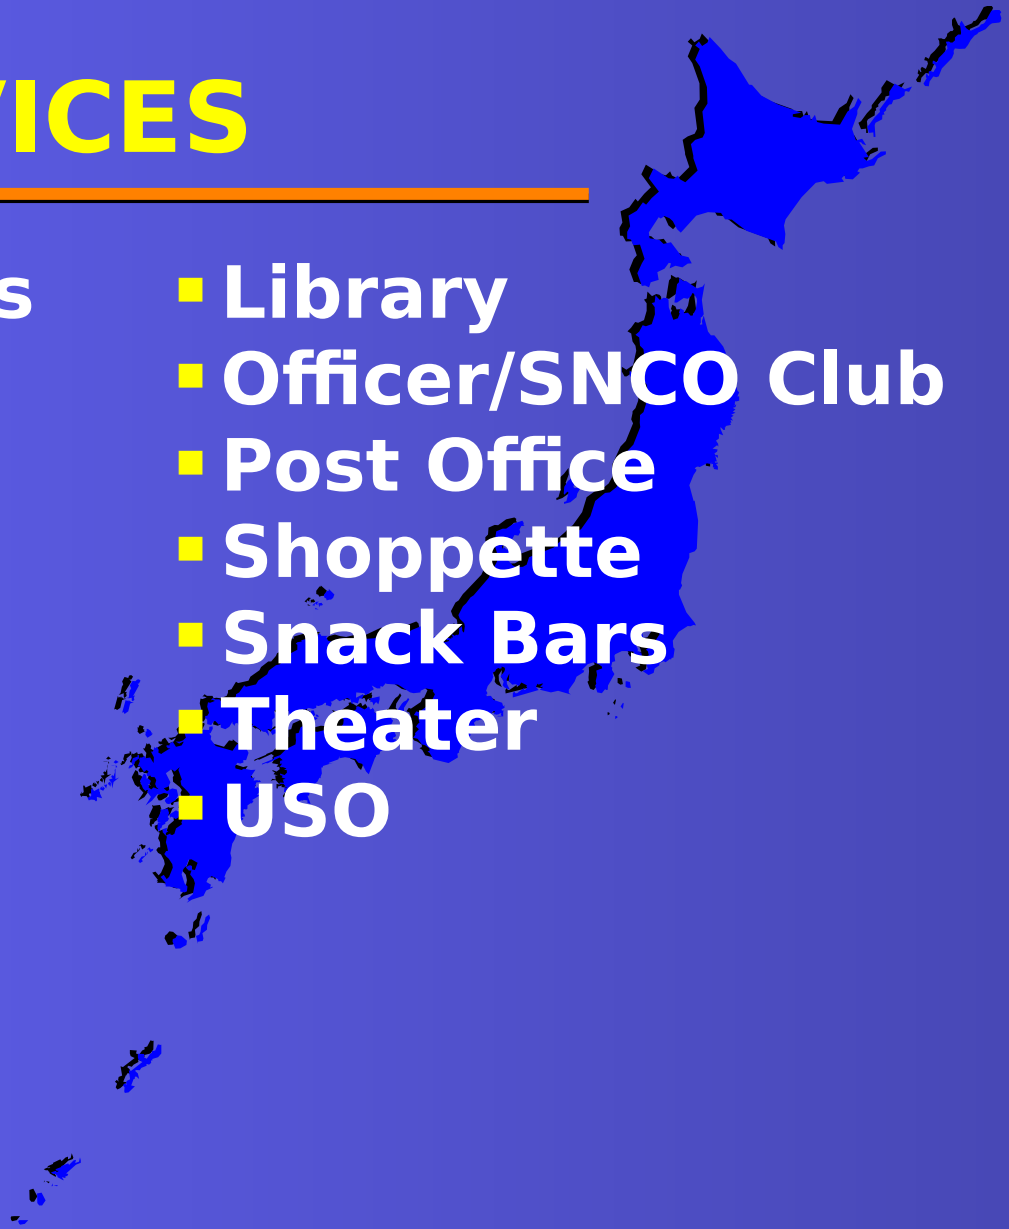 VICES
s
Library
Officer/SNCO Club
Post Office
Shoppette
Snack Bars
Theater
USO